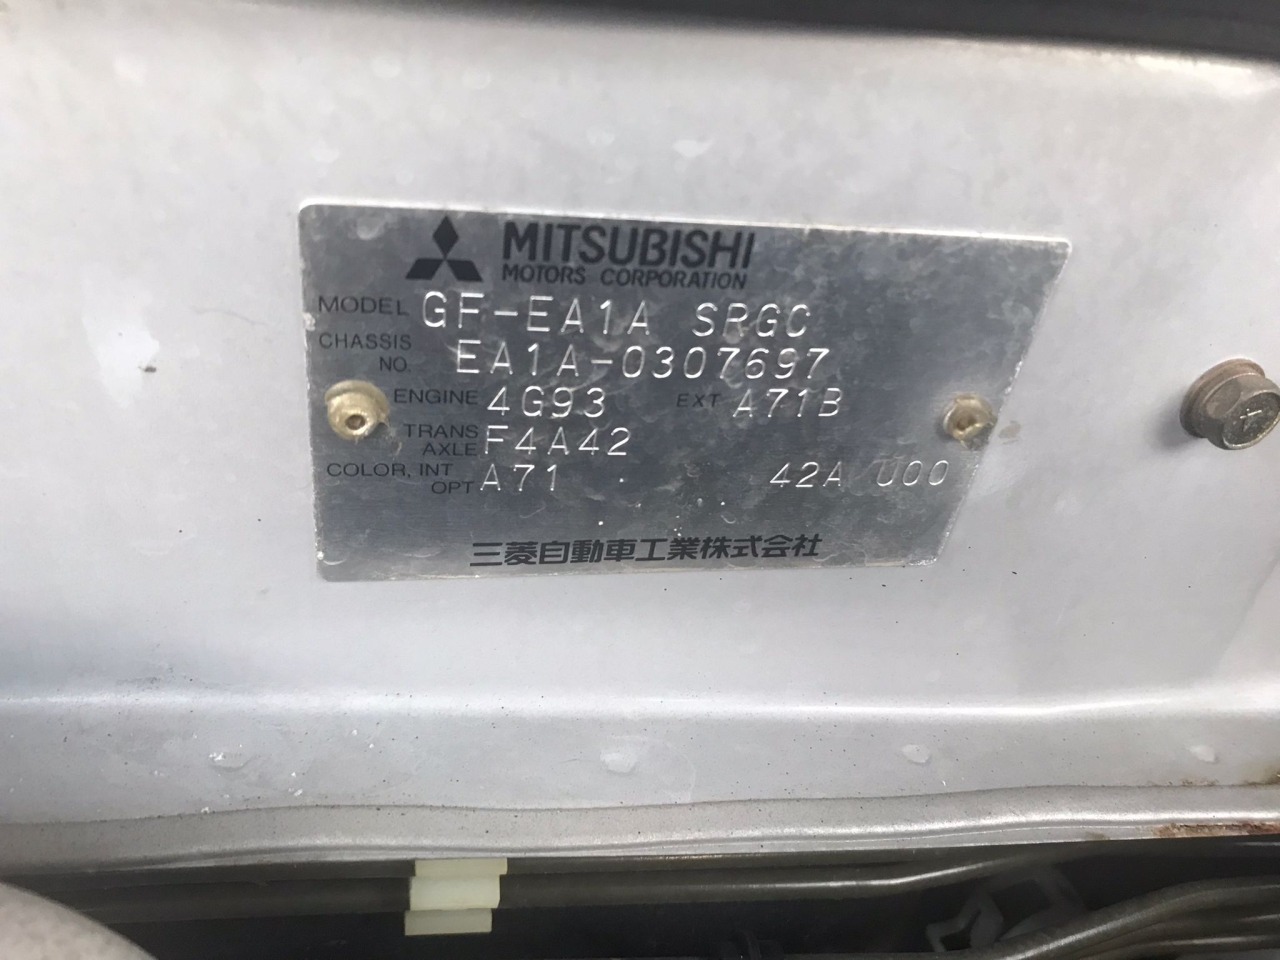 MITSUBISHI
MOTORS CORPORATION
MODEL GF-EA1A SRGC
CHASSIS NO. EA1A-0307697
ENGINE 4G93 EXT A71B
TRANS AXLE F4A42
COLOR, INT OPT A71 42A U00
三菱自動車工業株式会社